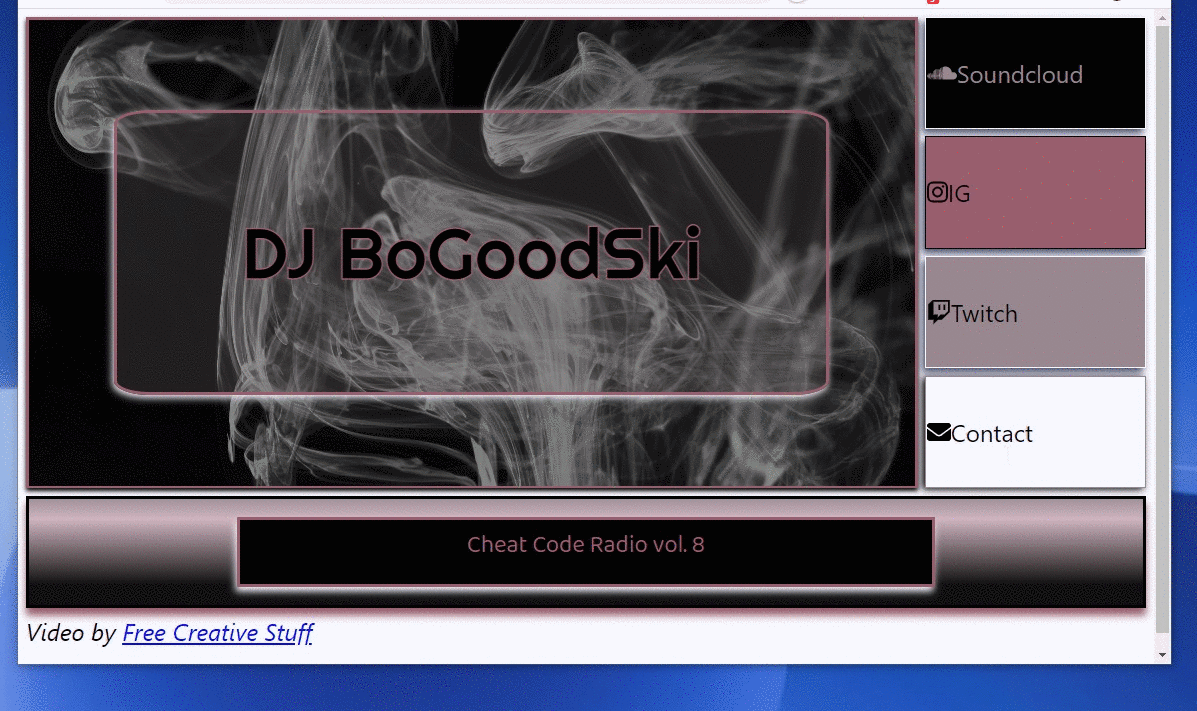 DJ BoGoodSki
Soundcloud
IG
Twitch
Contact
Cheat Code Radio vol. 8
Video by Free Creative Stuff